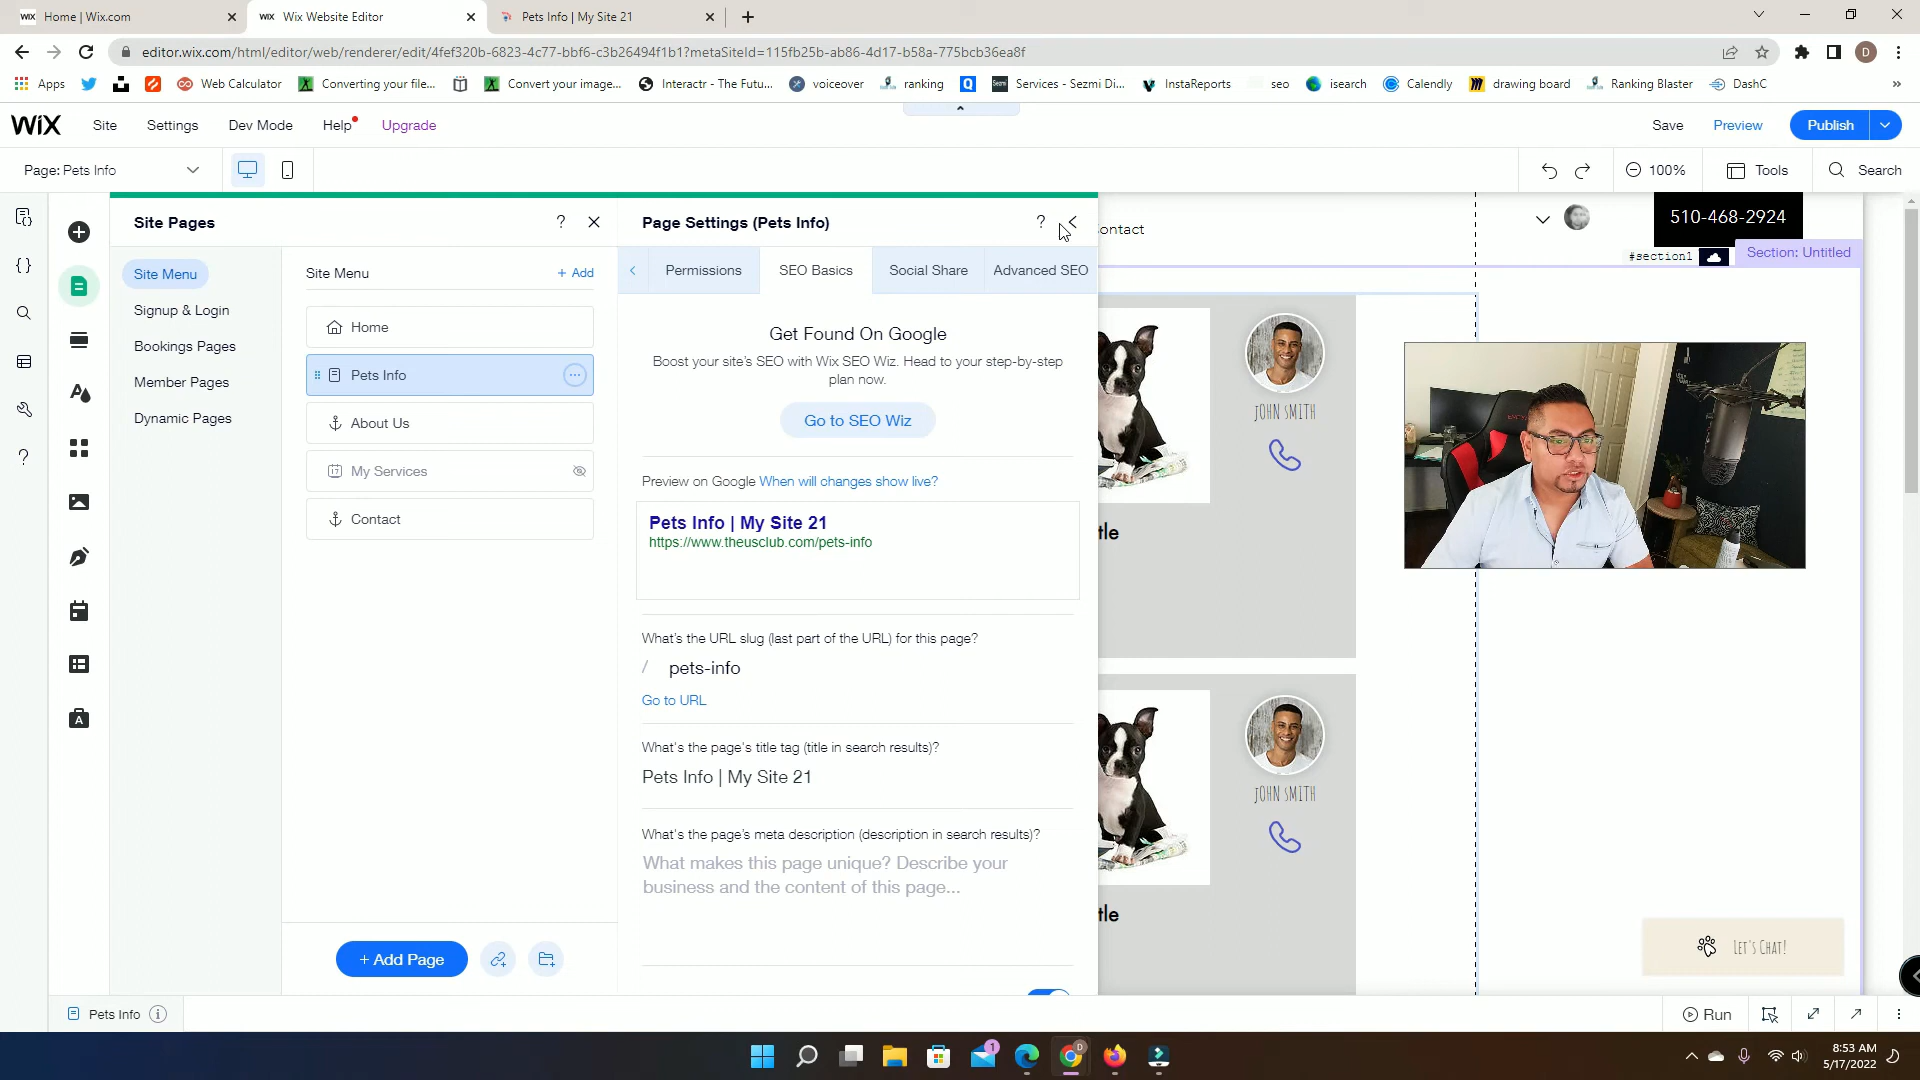 Home | Wix.com
Wix Website Editor
Pets Info | My Site 21
editor.wix.com/html/editor/web/renderer/edit/4fef320b-6823-4c77-bbf6-c3b26494f1b1?metaSiteId=115fb25b-ab86-4d17-b58a-775bcb36ea8f
Apps
Web Calculator
Converting your file...
Convert your image...
Interactr - The Futu...
voiceover
ranking
Services - Sezmi Di...
InstaReports
seo
isearch
Calendly
drawing board
Ranking Blaster
DashC
WiX
Site
Settings
Dev Mode
Help
Upgrade
Save
Preview
Publish
Page: Pets Info
100%
Tools
Search
Site Pages
?
Page Settings (Pets Info)
?
ontact
510-468-2924
#section1
Section: Untitled
Site Menu
Signup & Login
Bookings Pages
Member Pages
Dynamic Pages
Site Menu
+ Add
Home
Pets Info
About Us
My Services
Contact
+ Add Page
Permissions
SEO Basics
Social Share
Advanced SEO
Get Found On Google
Boost your site's SEO with Wix SEO Wiz. Head to your step-by-step
plan now.
Go to SEO Wiz
Preview on Google When will changes show live?
Pets Info | My Site 21
https://www.theusclub.com/pets-info
What's the URL slug (last part of the URL) for this page?
/ pets-info
Go to URL
What's the page's title tag (title in search results)?
Pets Info | My Site 21
What's the page's meta description (description in search results)?
What makes this page unique? Describe your
business and the content of this page...
JOHN SMITH
tle
JOHN SMITH
tle
Let's Chat!
Pets Info
Run
8:53 AM
5/17/2022